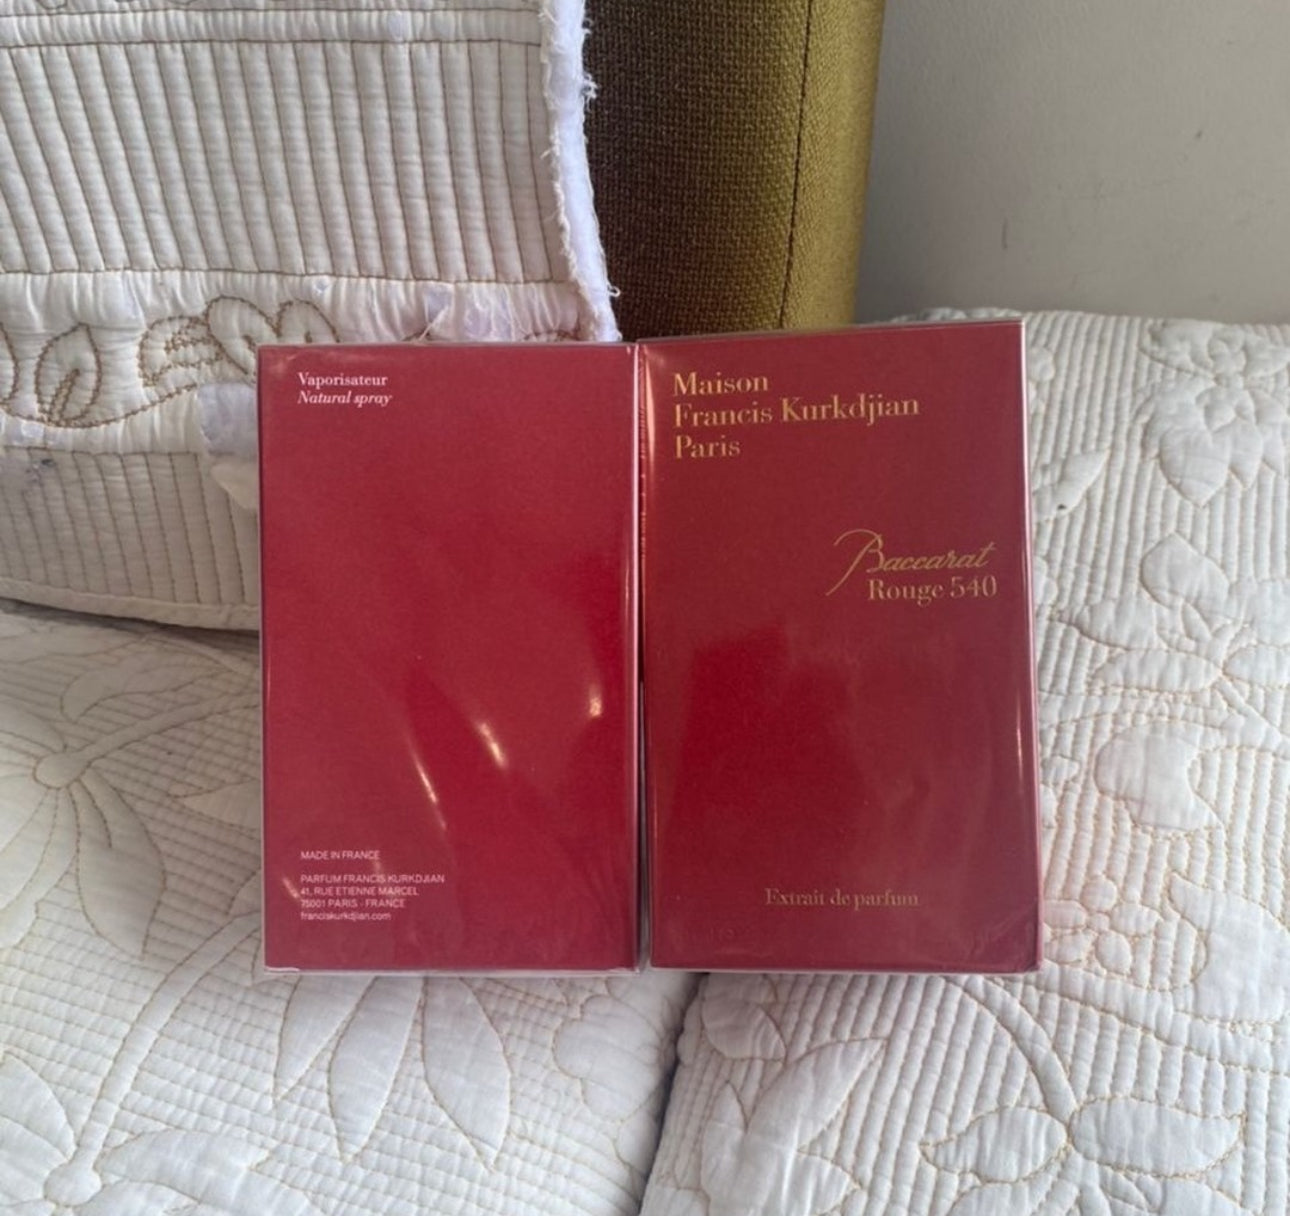 Vaporisateur
Natural spray
MADE IN FRANCE
PARFUM FRANCIS KURKDJIAN
41, RUE ETIENNE MARCEL
75001 PARIS - FRANCE
franciskurkdjian.com
Maison
Francis Kurkdjian
Paris
Baccarat
Rouge 540
Extrait de parfum